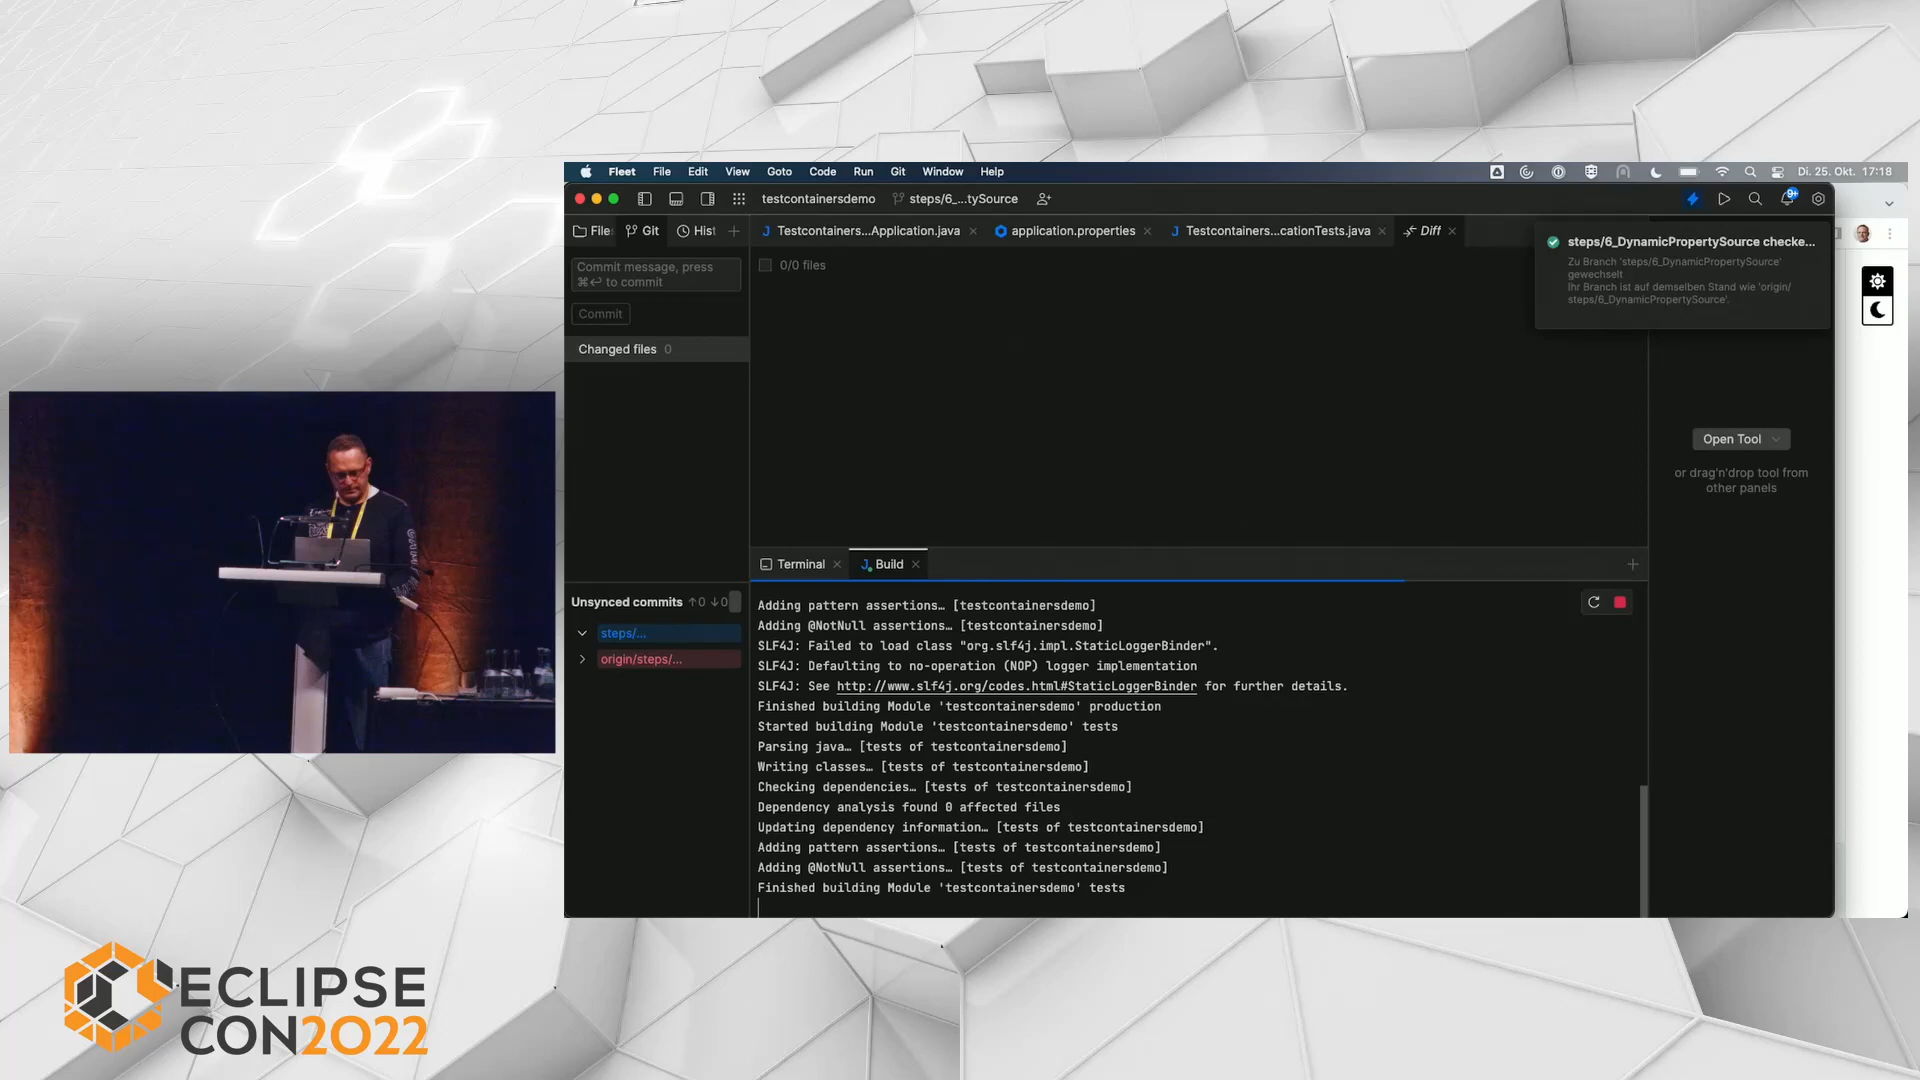 Fleet File Edit View Goto Code Run Git Window Help
Di. 25. Okt. 17:18
testcontainersdemo steps/6_...tySource
9+
File Git Hist
Testcontainers...Application.java application.properties Testcontainers...cationTests.java Diff
Commit message, press
⌘↩ to commit
Commit
Changed files 0
0/0 files
steps/6_DynamicPropertySource checke...
Zu Branch 'steps/6_DynamicPropertySource'
gewechselt
Ihr Branch ist auf demselben Stand wie 'origin/
steps/6_DynamicPropertySource'.
Open Tool
or drag'n'drop tool from
other panels
Unsynced commits ↑0 ↓0
steps/...
origin/steps/...
Terminal Build
Adding pattern assertions… [testcontainersdemo]
Adding @NotNull assertions… [testcontainersdemo]
SLF4J: Failed to load class "org.slf4j.impl.StaticLoggerBinder".
SLF4J: Defaulting to no-operation (NOP) logger implementation
SLF4J: See http://www.slf4j.org/codes.html#StaticLoggerBinder for further details.
Finished building Module 'testcontainersdemo' production
Started building Module 'testcontainersdemo' tests
Parsing java… [tests of testcontainersdemo]
Writing classes… [tests of testcontainersdemo]
Checking dependencies… [tests of testcontainersdemo]
Dependency analysis found 0 affected files
Updating dependency information… [tests of testcontainersdemo]
Adding pattern assertions… [tests of testcontainersdemo]
Adding @NotNull assertions… [tests of testcontainersdemo]
Finished building Module 'testcontainersdemo' tests
ECLIPSE
CON2022